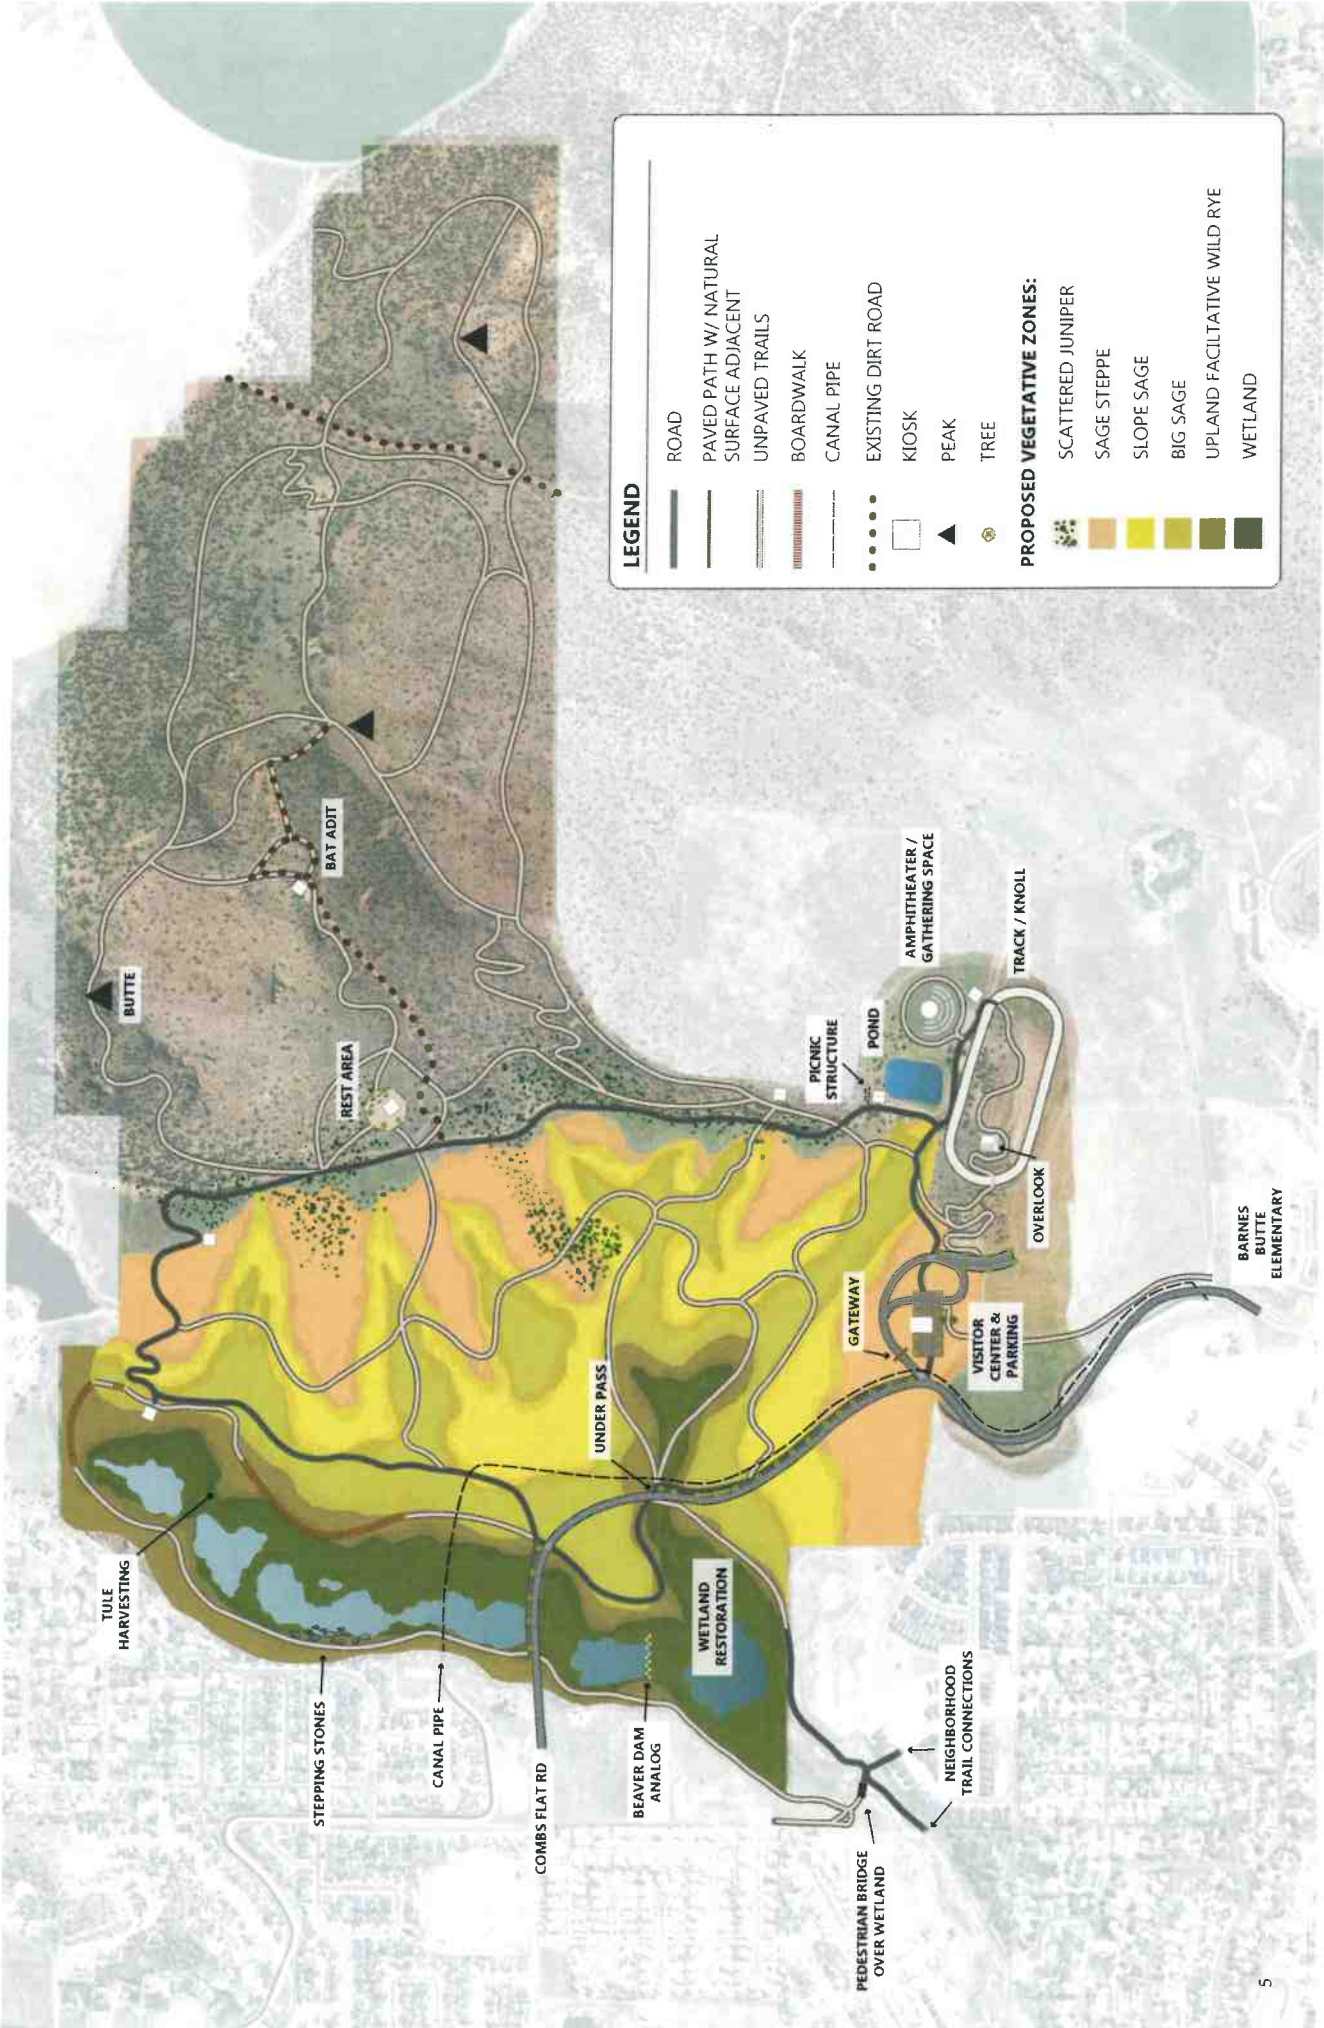 BUTTE
BAT ADIT
REST AREA
TULE
HARVESTING
STEPPING STONES
CANAL PIPE
COMBS FLAT RD
UNDER PASS
BEAVER DAM
ANALOG
WETLAND
RESTORATION
PICNIC
STRUCTURE
POND
AMPHITHEATER /
GATHERING SPACE
TRACK / KNOLL
OVERLOOK
GATEWAY
VISITOR
CENTER &
PARKING
BARNES
BUTTE
ELEMENTARY
NEIGHBORHOOD
TRAIL CONNECTIONS
PEDESTRIAN BRIDGE
OVER WETLAND
LEGEND
ROAD
PAVED PATH W/ NATURAL
SURFACE ADJACENT
UNPAVED TRAILS
BOARDWALK
CANAL PIPE
EXISTING DIRT ROAD
KIOSK
PEAK
TREE
PROPOSED VEGETATIVE ZONES:
SCATTERED JUNIPER
SAGE STEPPE
SLOPE SAGE
BIG SAGE
UPLAND FACILTATIVE WILD RYE
WETLAND
5